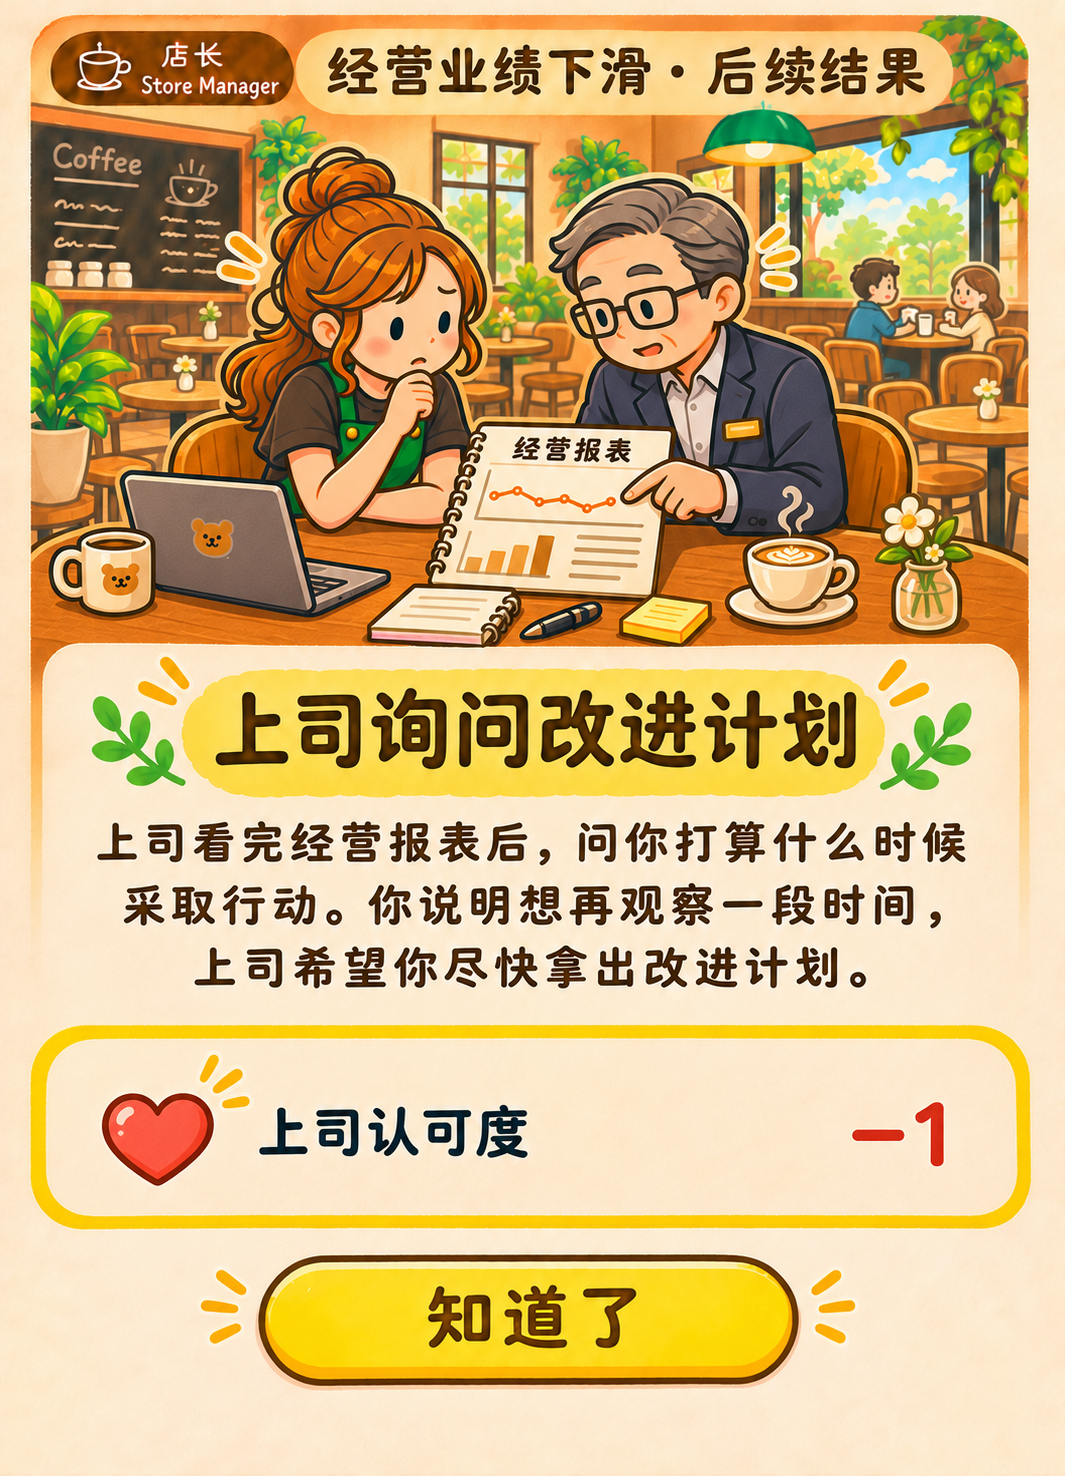 店长
Store Manager
经营业绩下滑·后续结果
Coffee
经营报表
上司询问改进计划
上司看完经营报表后，问你打算什么时候
采取行动。你说明想再观察一段时间，
上司希望你尽快拿出改进计划。
上司认可度
-1
知道了